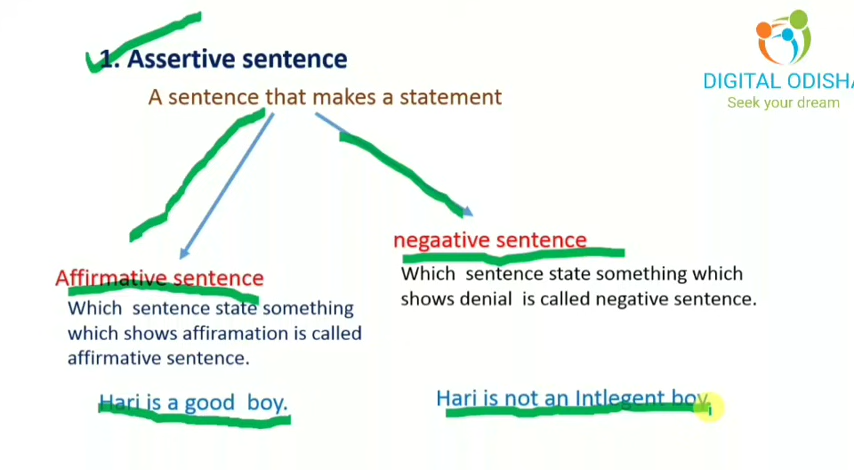 1. Assertive sentence
A sentence that makes a statement
DIGITAL ODISHA
Seek your dream
Affirmative sentence
Which sentence state something
which shows affiramation is called
affirmative sentence.
Hari is a good boy.
negaative sentence
Which sentence state something which
shows denial is called negative sentence.
Hari is not an Intlegent boy.